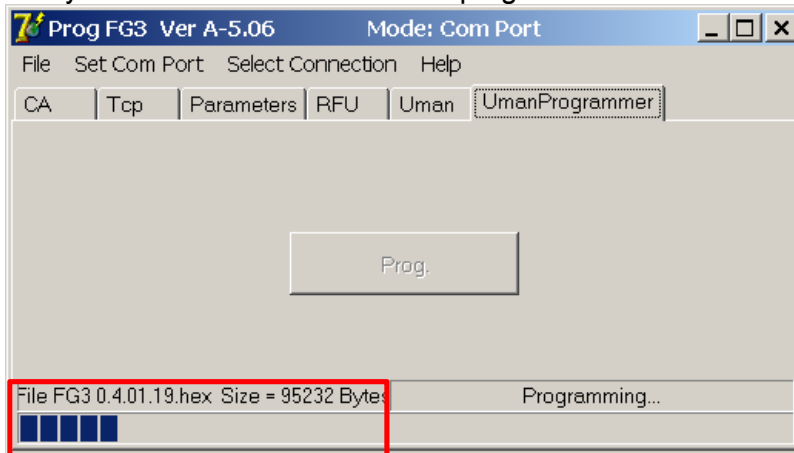 Prog FG3 Ver A-5.06 Mode: Com Port
File Set Com Port Select Connection Help
CA Tcp Parameters RFU Uman UmanProgrammer
Prog.
File FG3 0.4.01.19.hex Size = 95232 Bytes Programming...